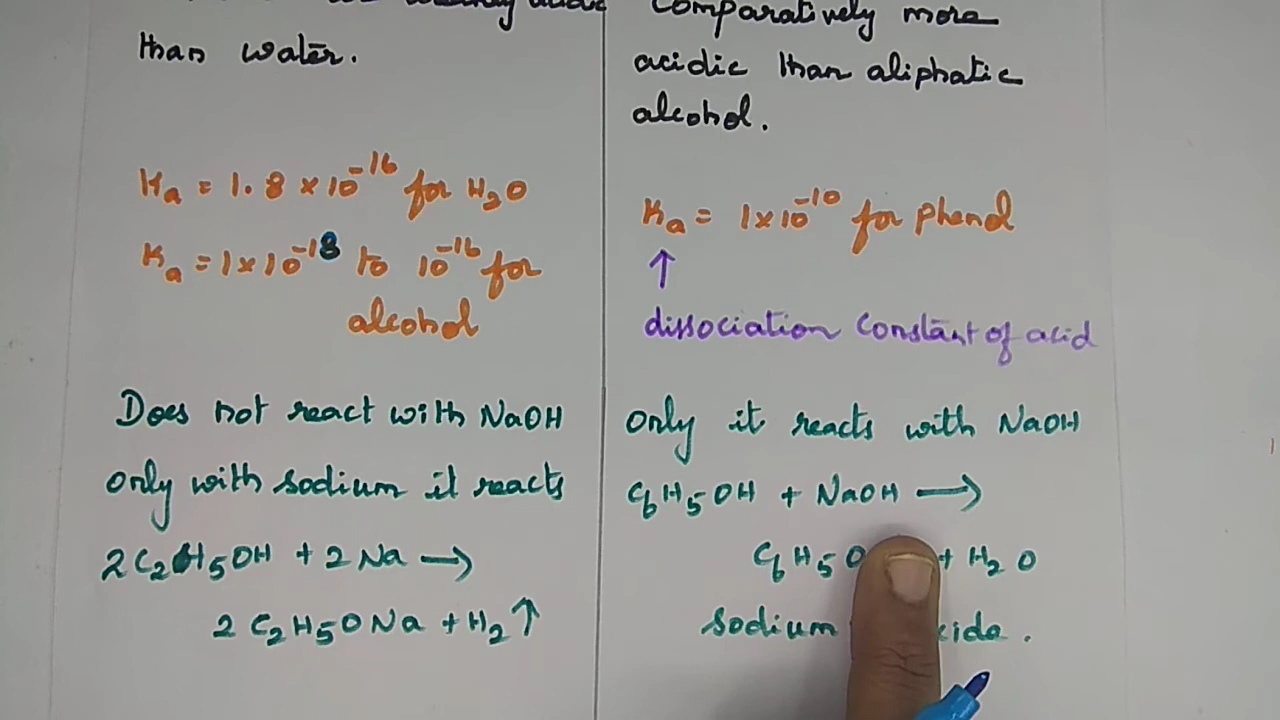 than water.
Ka = 1.8 × 10⁻¹⁶ for H₂O
Ka = 1 × 10⁻¹⁸ to 10⁻¹⁶ for
alcohol
Does not react with NaOH
only with sodium it reacts
2C₂H₅OH + 2Na →
2C₂H₅ONa + H₂↑
Comparatively more
acidic than aliphatic
alcohol.
Ka = 1×10⁻¹⁰ for phenol
↑
dissociation constant of acid
only it reacts with NaOH
C₆H₅OH + NaOH →
C₆H₅O + H₂O
sodium